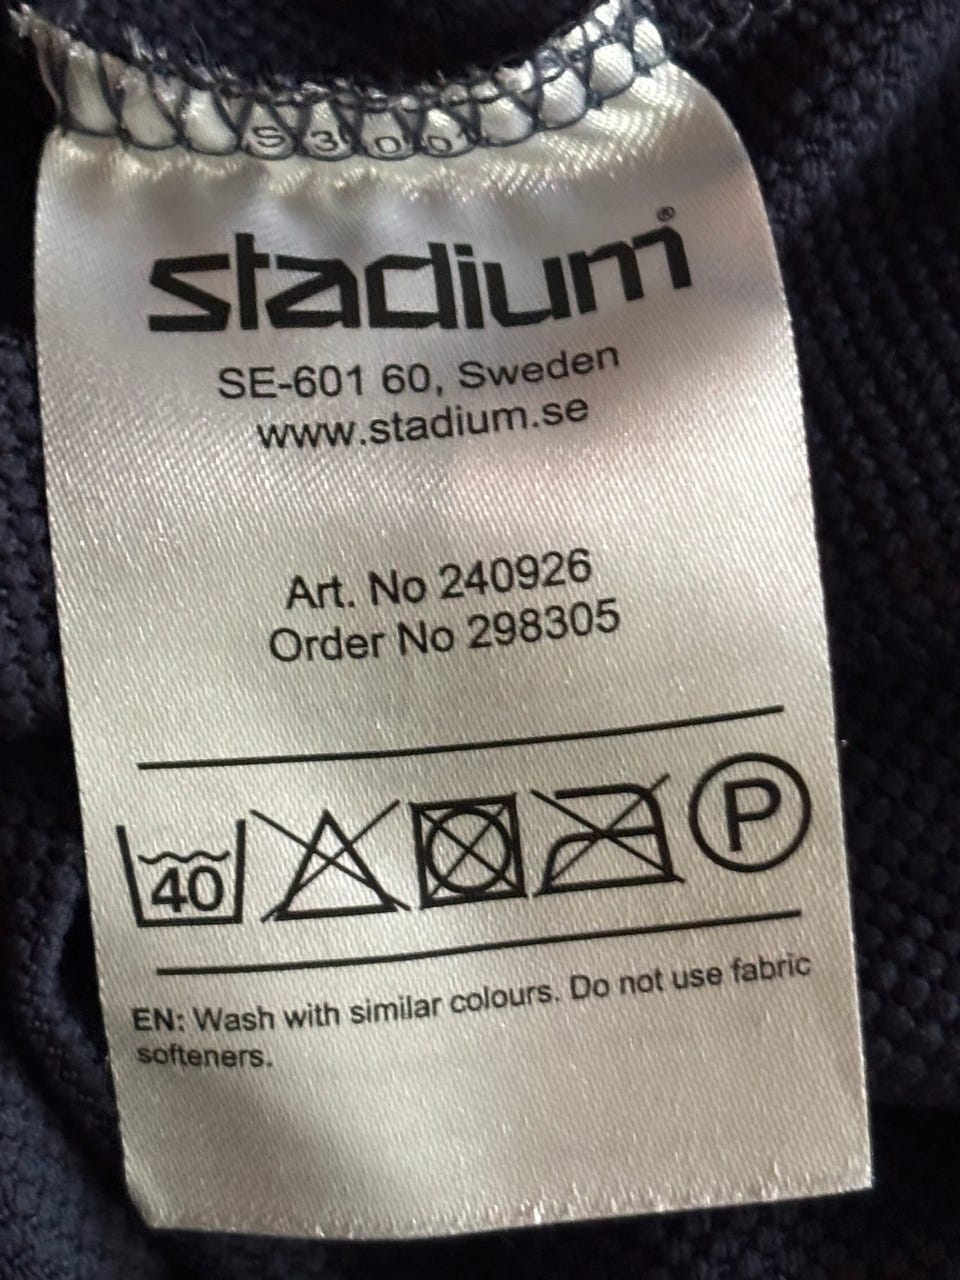 S300
stadium®
SE-601 60, Sweden
www.stadium.se
Art. No 240926
Order No 298305
40 P
EN: Wash with similar colours. Do not use fabric
softeners.